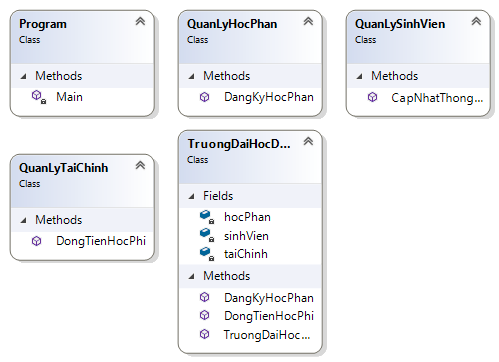 Program
Class
Methods
Main
QuanLyHocPhan
Class
Methods
DangKyHocPhan
QuanLySinhVien
Class
Methods
CapNhatThong...
QuanLyTaiChinh
Class
Methods
DongTienHocPhi
TruongDaiHocD...
Class
Fields
hocPhan
sinhVien
taiChinh
Methods
DangKyHocPhan
DongTienHocPhi
TruongDaiHoc...